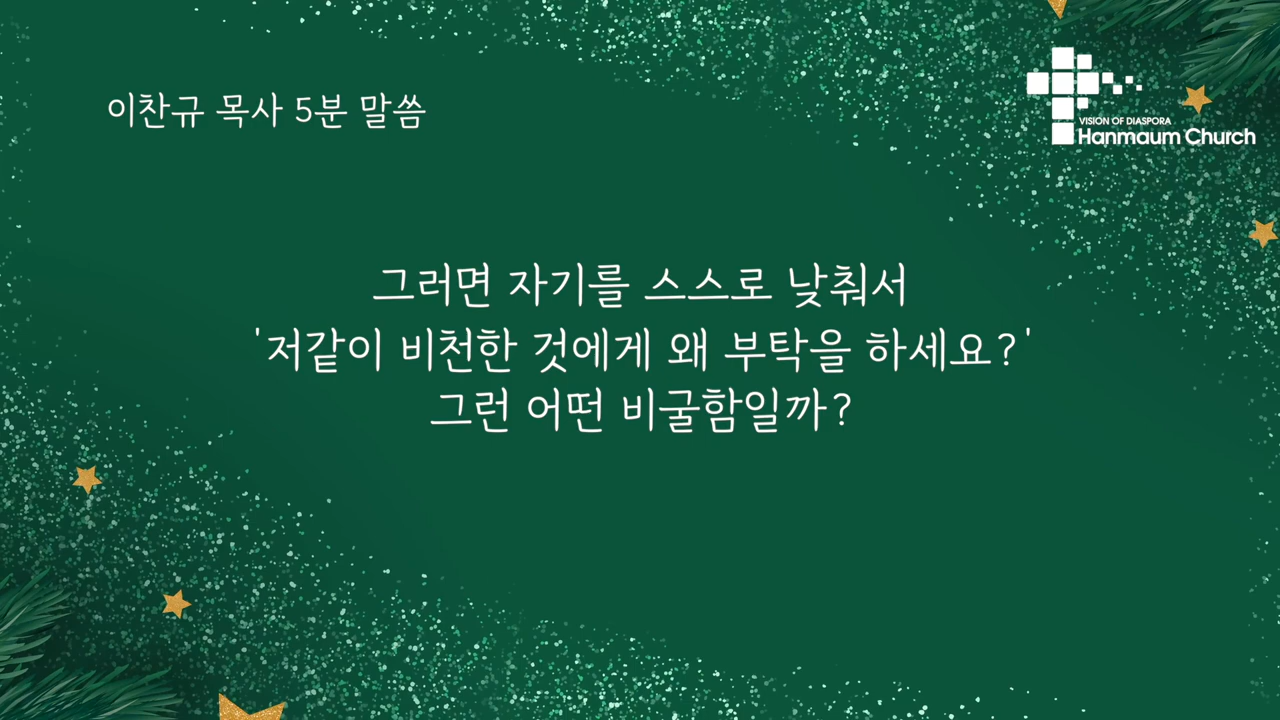 이찬규 목사 5분 말씀
VISION OF DIASPORA
Hanmaum Church
그러면 자기를 스스로 낮춰서
'저같이 비천한 것에게 왜 부탁을 하세요?'
그런 어떤 비굴함일까?